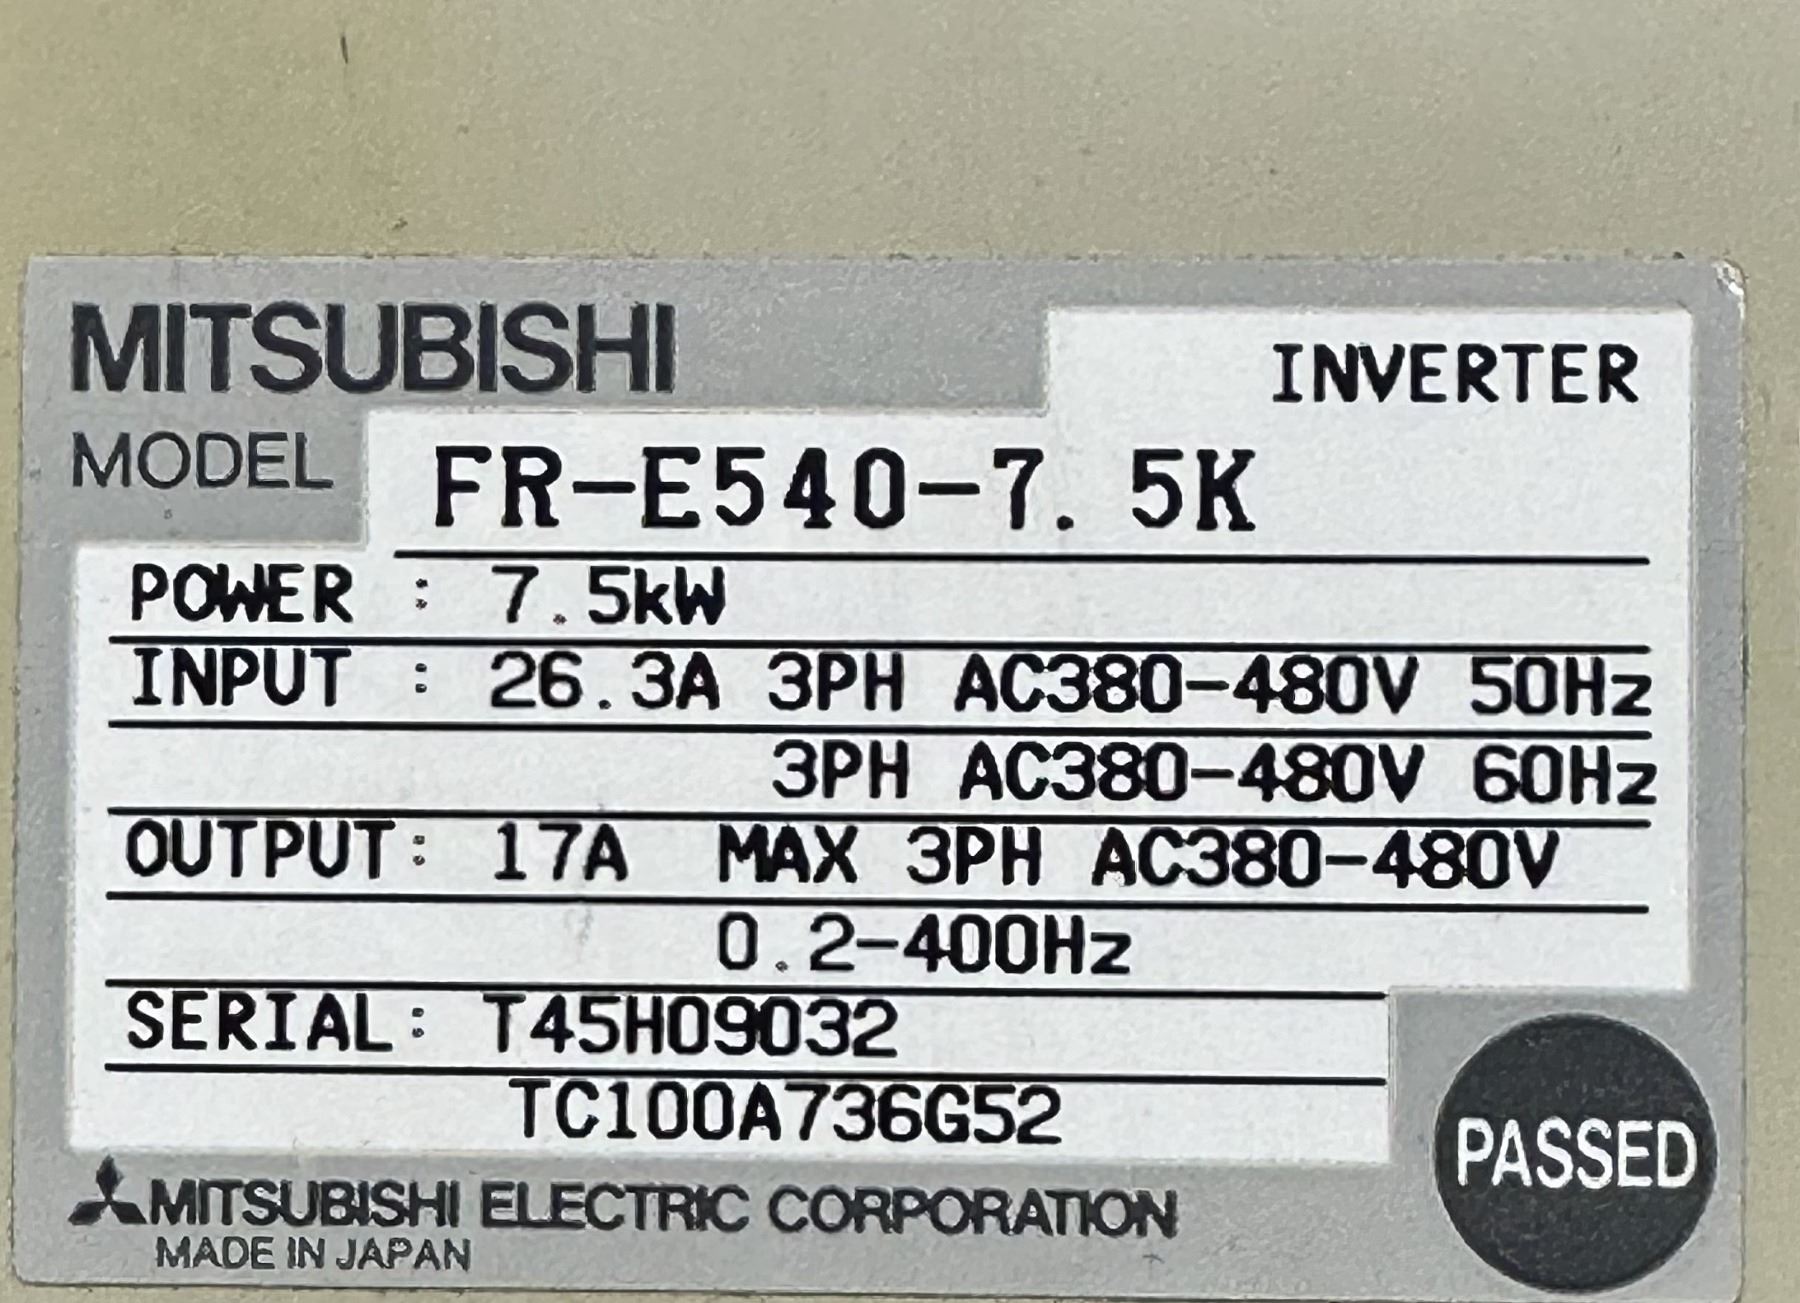 MITSUBISHI
INVERTER
MODEL FR-E540-7.5K
POWER : 7.5kW
INPUT : 26.3A 3PH AC380-480V 50Hz
3PH AC380-480V 60Hz
OUTPUT: 17A MAX 3PH AC380-480V
0.2-400Hz
SERIAL: T45H09032
TC100A736G52
PASSED
MITSUBISHI ELECTRIC CORPORATION
MADE IN JAPAN